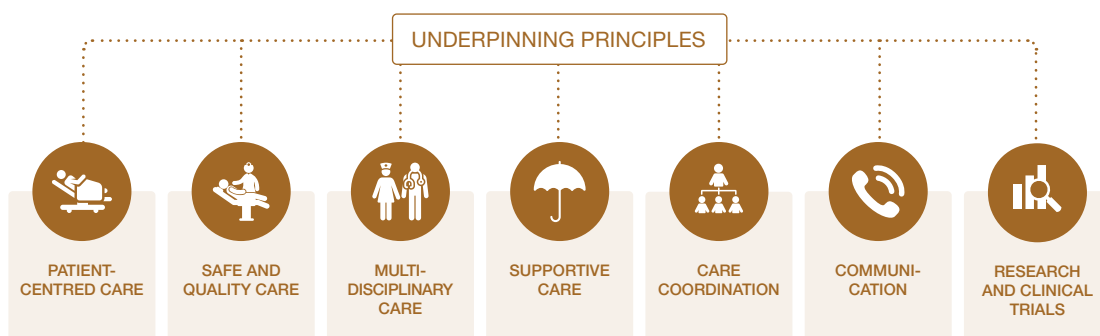 UNDERPINNING PRINCIPLES
PATIENT-
CENTRED CARE
SAFE AND
QUALITY CARE
MULTI-
DISCIPLINARY
CARE
SUPPORTIVE
CARE
CARE
COORDINATION
COMMUNI-
CATION
RESEARCH
AND CLINICAL
TRIALS